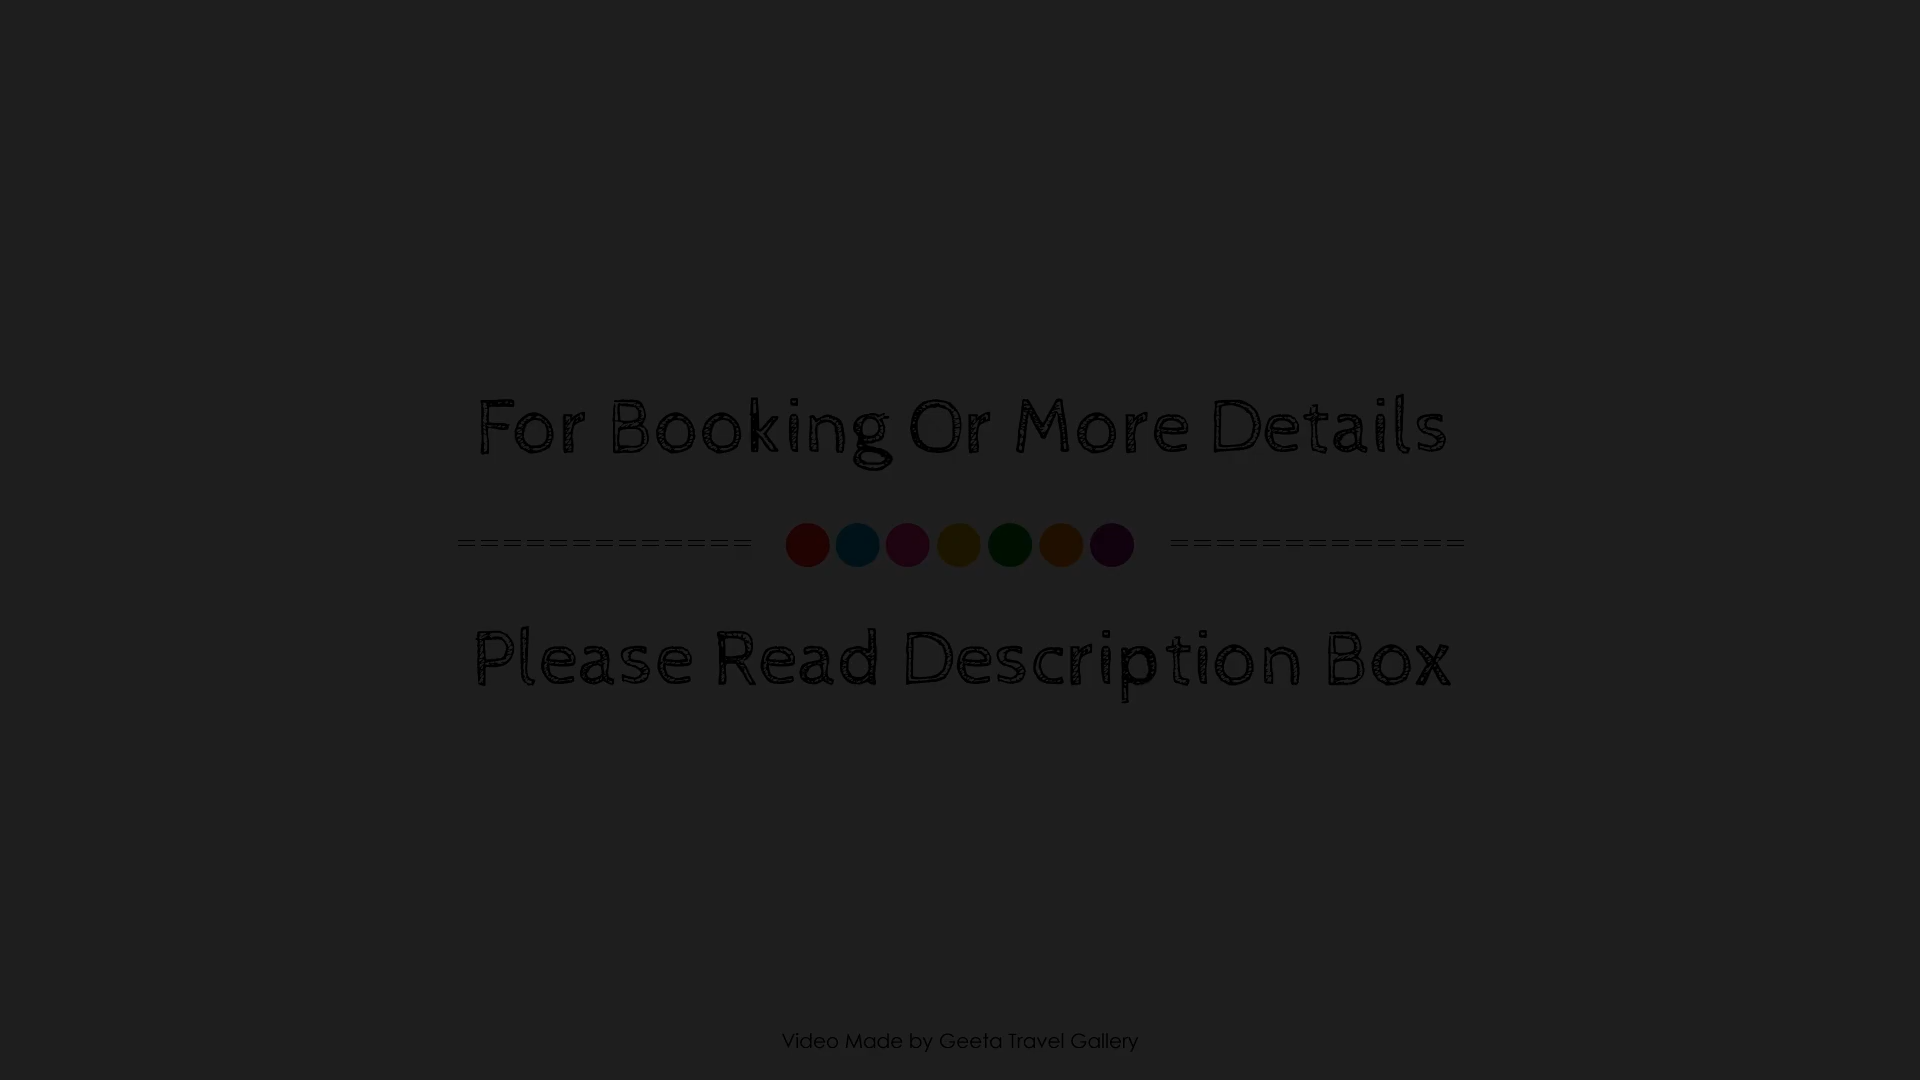 For Booking Or More Details
============= =============
Please Read Description Box
Video Made by Geeta Travel Gallery